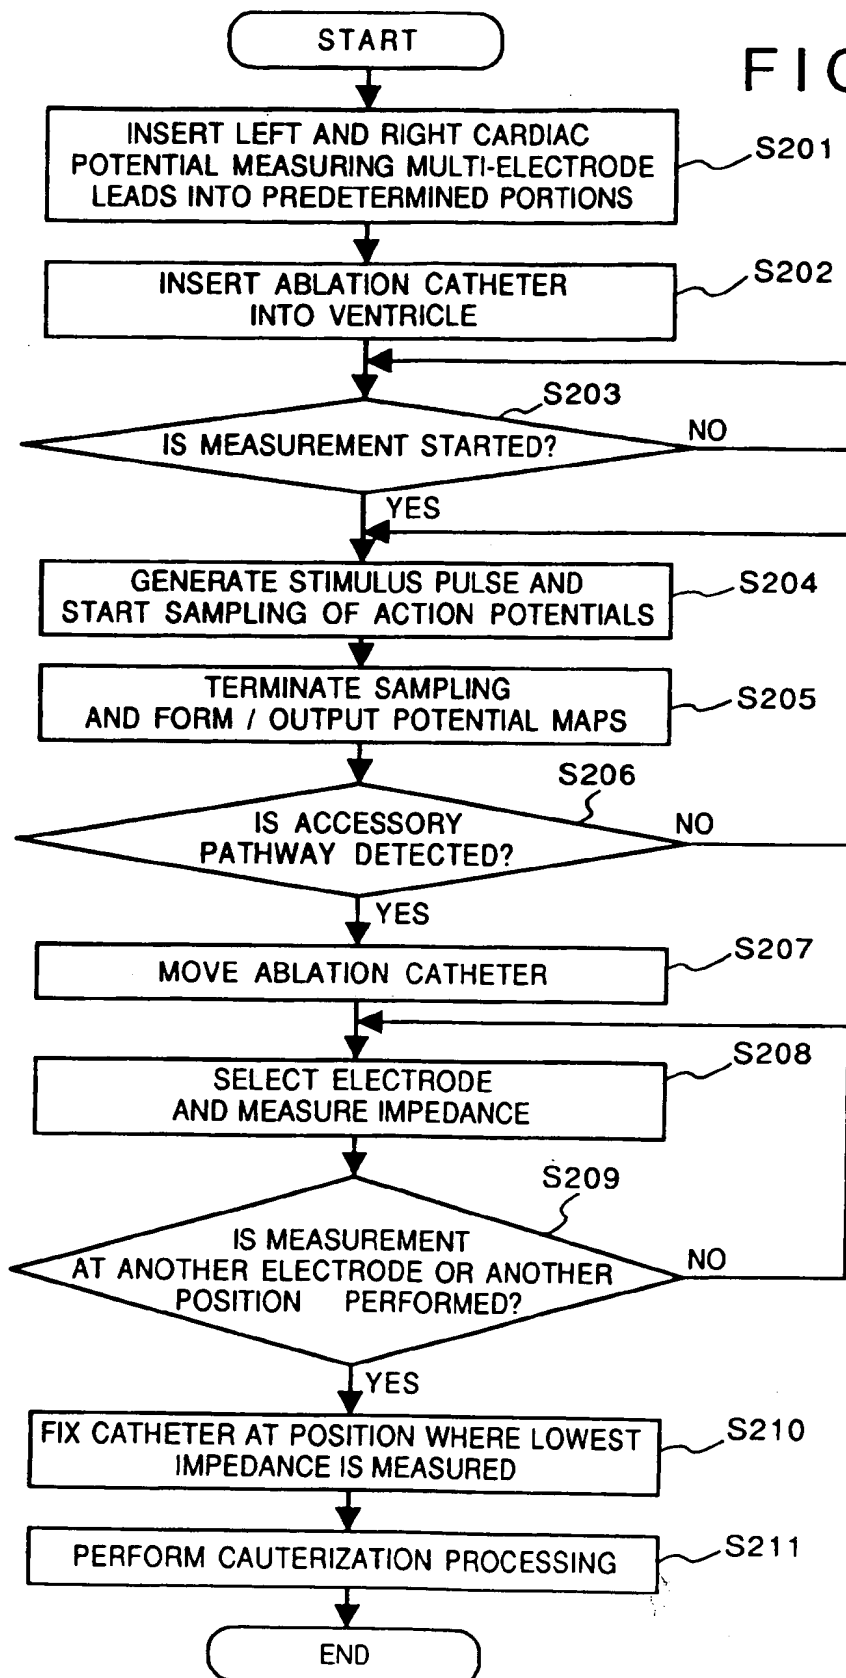 START
FIG
INSERT LEFT AND RIGHT CARDIAC
POTENTIAL MEASURING MULTI-ELECTRODE
LEADS INTO PREDETERMINED PORTIONS
S201
INSERT ABLATION CATHETER
INTO VENTRICLE
S202
S203
IS MEASUREMENT STARTED?
NO
YES
GENERATE STIMULUS PULSE AND
START SAMPLING OF ACTION POTENTIALS
S204
TERMINATE SAMPLING
AND FORM / OUTPUT POTENTIAL MAPS
S205
S206
IS ACCESSORY
PATHWAY DETECTED?
NO
YES
MOVE ABLATION CATHETER
S207
SELECT ELECTRODE
AND MEASURE IMPEDANCE
S208
S209
IS MEASUREMENT
AT ANOTHER ELECTRODE OR ANOTHER
POSITION PERFORMED?
NO
YES
FIX CATHETER AT POSITION WHERE LOWEST
IMPEDANCE IS MEASURED
S210
PERFORM CAUTERIZATION PROCESSING
S211
END